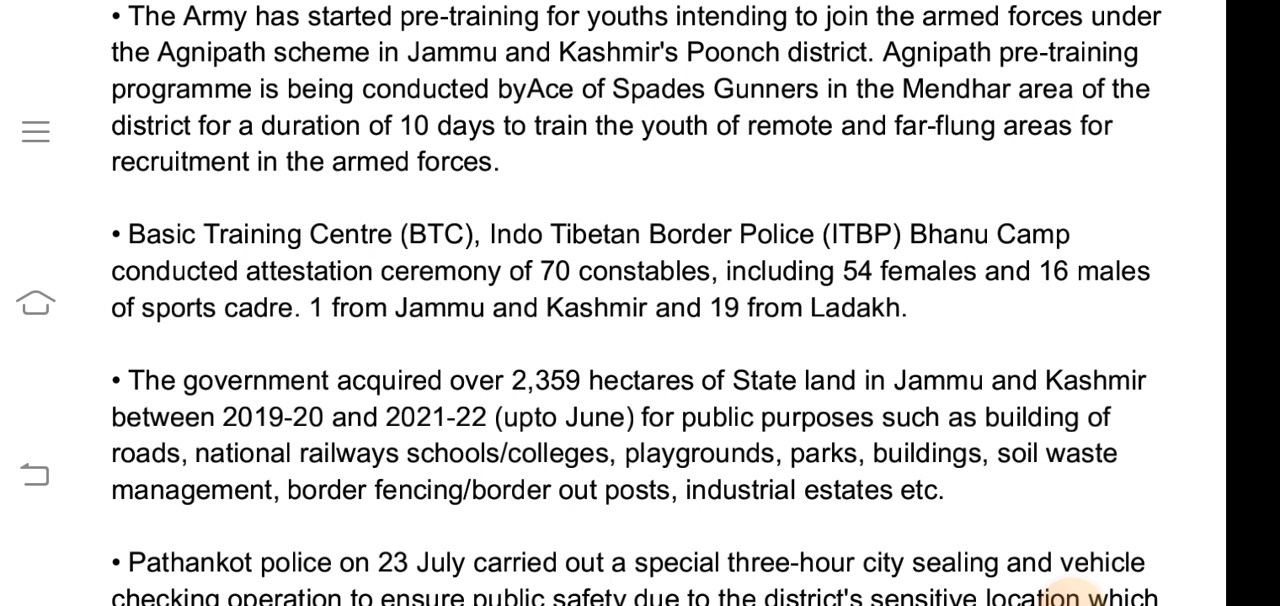 • The Army has started pre-training for youths intending to join the armed forces under
the Agnipath scheme in Jammu and Kashmir's Poonch district. Agnipath pre-training
programme is being conducted byAce of Spades Gunners in the Mendhar area of the
district for a duration of 10 days to train the youth of remote and far-flung areas for
recruitment in the armed forces.
• Basic Training Centre (BTC), Indo Tibetan Border Police (ITBP) Bhanu Camp
conducted attestation ceremony of 70 constables, including 54 females and 16 males
of sports cadre. 1 from Jammu and Kashmir and 19 from Ladakh.
• The government acquired over 2,359 hectares of State land in Jammu and Kashmir
between 2019-20 and 2021-22 (upto June) for public purposes such as building of
roads, national railways schools/colleges, playgrounds, parks, buildings, soil waste
management, border fencing/border out posts, industrial estates etc.
• Pathankot police on 23 July carried out a special three-hour city sealing and vehicle
checking operation to ensure public safety due to the district's sensitive location which